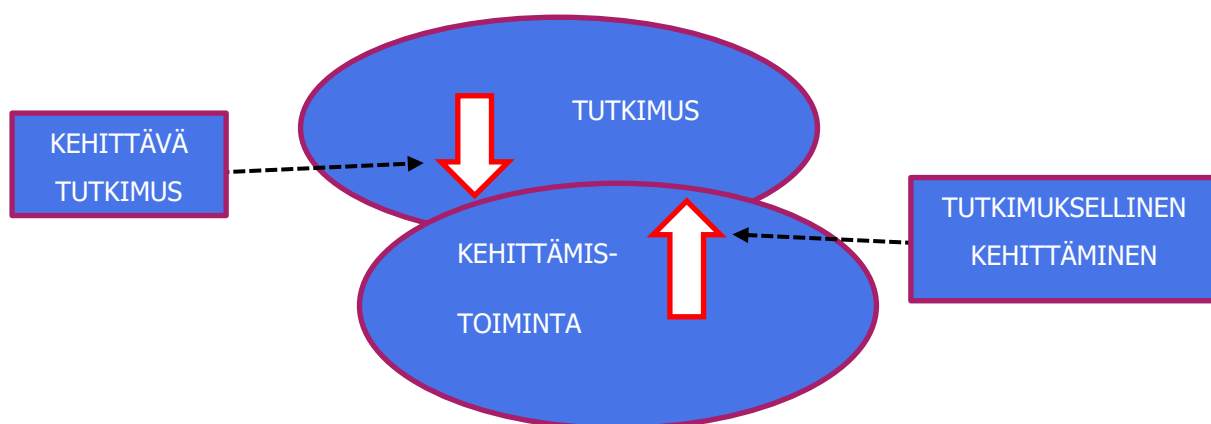 TUTKIMUS
KEHITTÄVÄ
TUTKIMUS
TUTKIMUKSELLINEN
KEHITTÄMINEN
KEHITTÄMIS-
TOIMINTA